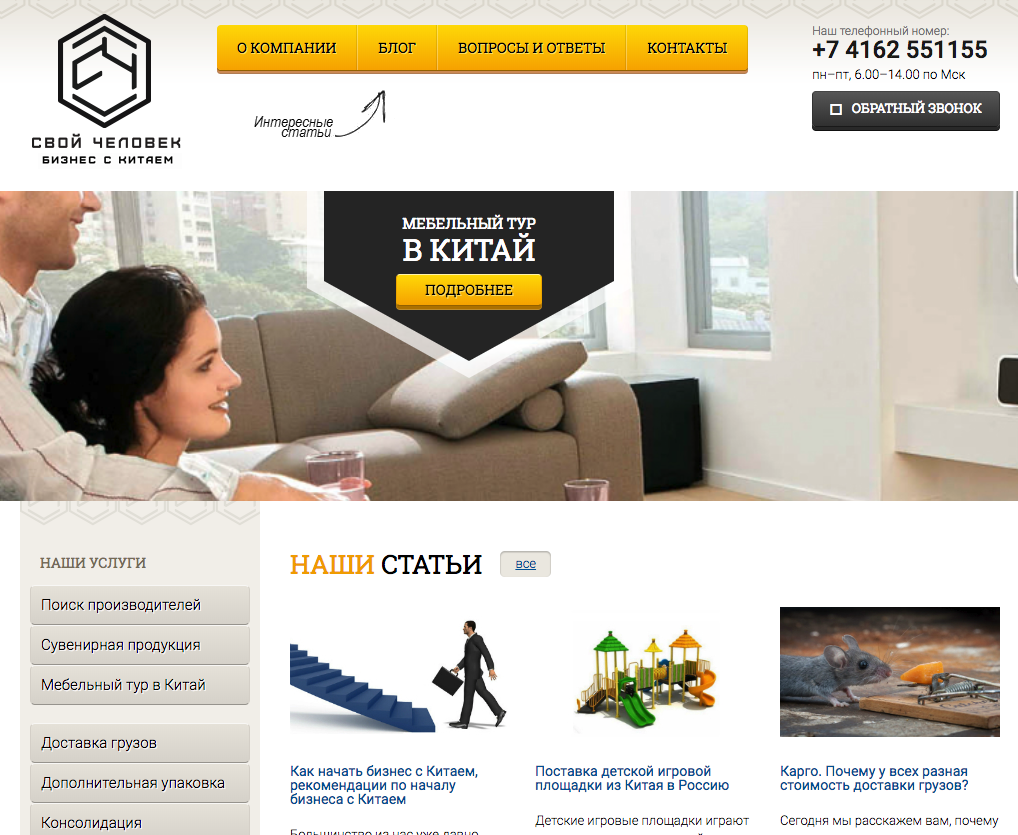 О КОМПАНИИ
БЛОГ
ВОПРОСЫ И ОТВЕТЫ
КОНТАКТЫ
Наш телефонный номер:
+7 4162 551155
пн–пт, 6.00–14.00 по Мск
ОБРАТНЫЙ ЗВОНОК
Интересные
статьи
СВОЙ ЧЕЛОВЕК
БИЗНЕС С КИТАЕМ
МЕБЕЛЬНЫЙ ТУР
В КИТАЙ
ПОДРОБНЕЕ
НАШИ УСЛУГИ
Поиск производителей
Сувенирная продукция
Мебельный тур в Китай
Доставка грузов
Дополнительная упаковка
Консолидация
НАШИ СТАТЬИ
все
Как начать бизнес с Китаем,
рекомендации по началу
бизнеса с Китаем
Большинство из нас уже давно
Поставка детской игровой
площадки из Китая в Россию
Детские игровые площадки играют
Карго. Почему у всех разная
стоимость доставки грузов?
Сегодня мы расскажем вам, почему